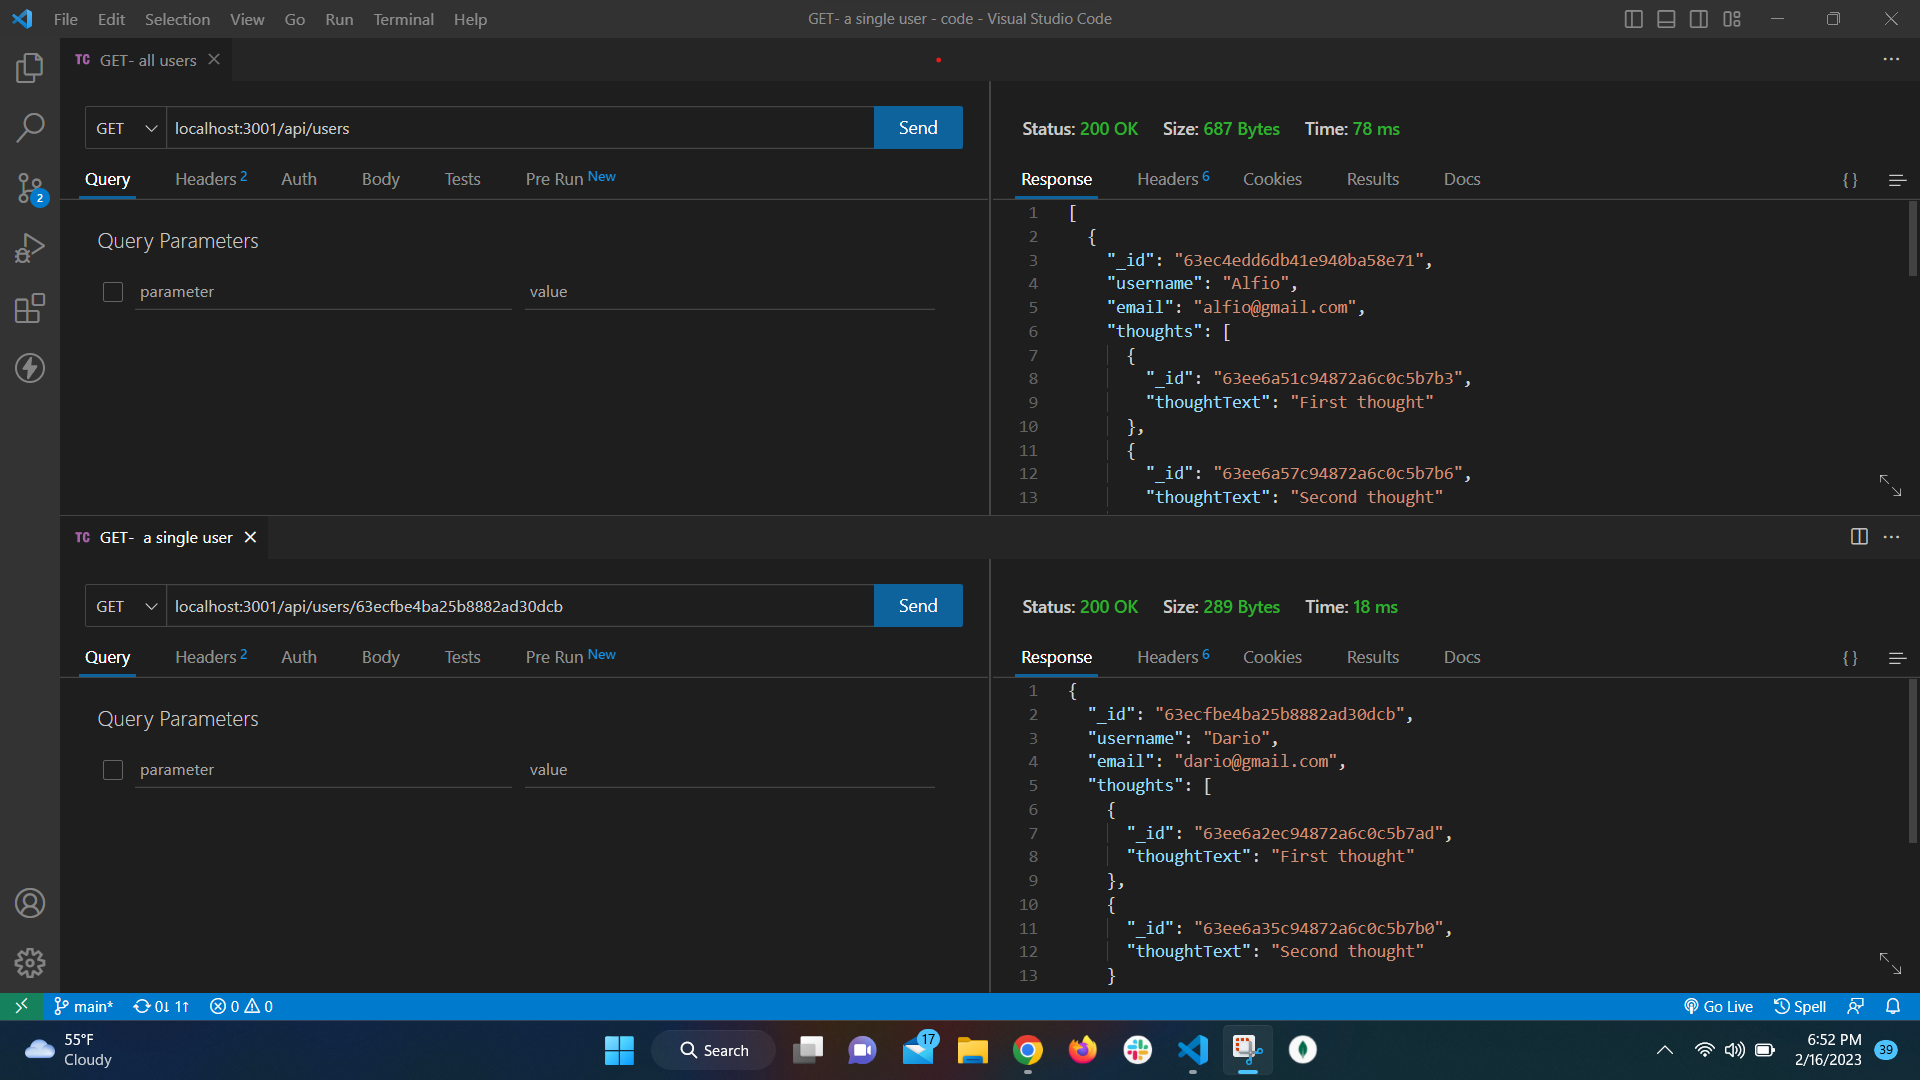 File Edit Selection View Go Run Terminal Help
GET- a single user - code - Visual Studio Code
TC GET- all users
GET localhost:3001/api/users Send
Query Headers 2 Auth Body Tests Pre Run New
Query Parameters
parameter value
Status: 200 OK Size: 687 Bytes Time: 78 ms
Response Headers 6 Cookies Results Docs {}
1 [
2 {
3 "_id": "63ec4edd6db41e940ba58e71",
4 "username": "Alfio",
5 "email": "alfio@gmail.com",
6 "thoughts": [
7 {
8 "_id": "63ee6a51c94872a6c0c5b7b3",
9 "thoughtText": "First thought"
10 },
11 {
12 "_id": "63ee6a57c94872a6c0c5b7b6",
13 "thoughtText": "Second thought"
2
TC GET- a single user
GET localhost:3001/api/users/63ecfbe4ba25b8882ad30dcb Send
Query Headers 2 Auth Body Tests Pre Run New
Query Parameters
parameter value
Status: 200 OK Size: 289 Bytes Time: 18 ms
Response Headers 6 Cookies Results Docs {}
1 {
2 "_id": "63ecfbe4ba25b8882ad30dcb",
3 "username": "Dario",
4 "email": "dario@gmail.com",
5 "thoughts": [
6 {
7 "_id": "63ee6a2ec94872a6c0c5b7ad",
8 "thoughtText": "First thought"
9 },
10 {
11 "_id": "63ee6a35c94872a6c0c5b7b0",
12 "thoughtText": "Second thought"
13 }
main* 0↓ 1↑ 0 0 Go Live Spell
55°F
Cloudy
Search
17
6:52 PM
2/16/2023
39